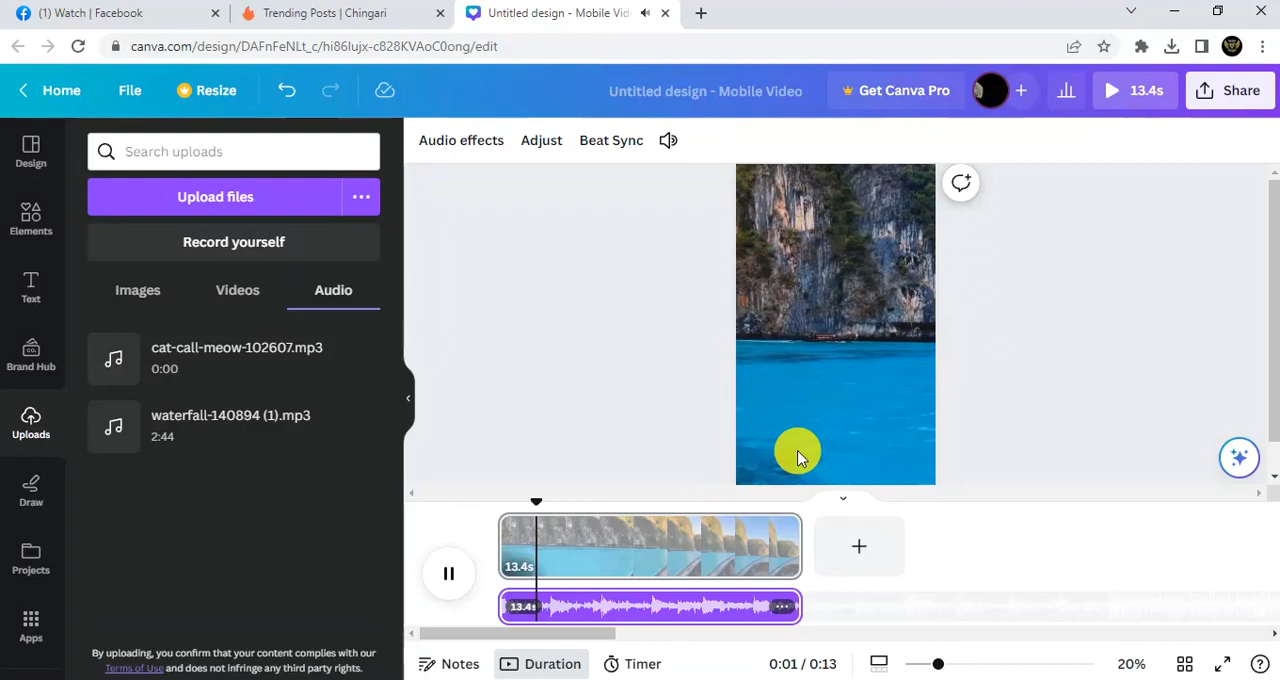 (1) Watch | Facebook
Trending Posts | Chingari
Untitled design - Mobile Vid
canva.com/design/DAFnFeNLt_c/hi86lujx-c828KVAoC0ong/edit
Home
File
Resize
Untitled design - Mobile Video
Get Canva Pro
13.4s
Share
Design
Elements
Text
Brand Hub
Uploads
Draw
Projects
Apps
Search uploads
Upload files
Record yourself
Images
Videos
Audio
cat-call-meow-102607.mp3
0:00
waterfall-140894 (1).mp3
2:44
By uploading, you confirm that your content complies with our
Terms of Use and does not infringe any third party rights.
Audio effects
Adjust
Beat Sync
13.4s
13.4s
Notes
Duration
Timer
0:01 / 0:13
20%